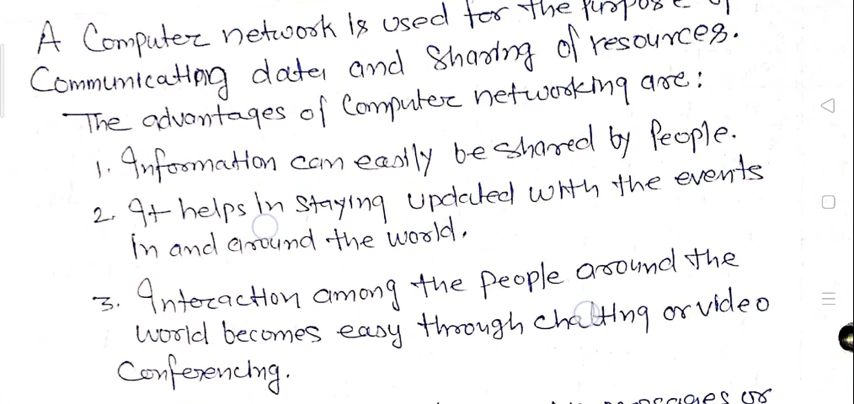 A Computer network is used for the purpose of
Communicating data and Sharing of resources.
The advantages of Computer networking are:
1. Information can easily be shared by People.
2. It helps in staying updated with the events
in and around the world.
3. Interaction among the people around the
world becomes easy through chatting or video
Conferencing.
messages or